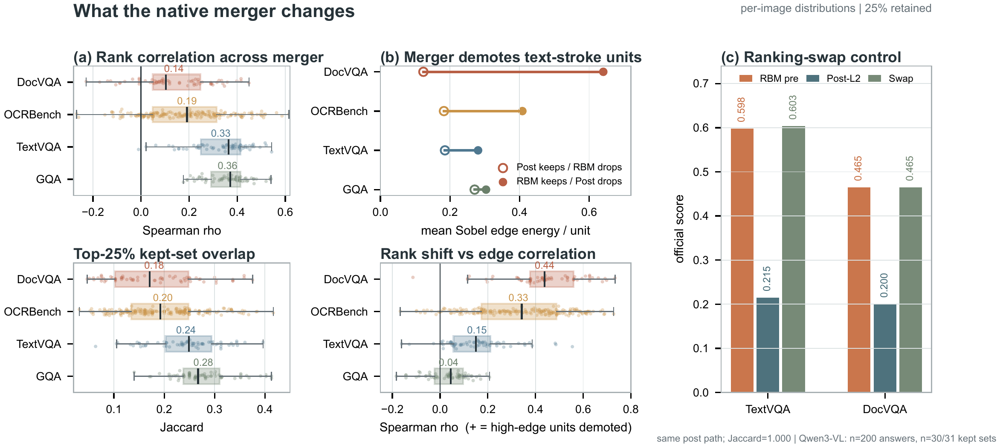 What the native merger changes
per-image distributions | 25% retained
(a) Rank correlation across merger
0.14
DocVQA
0.19
OCRBench
0.33
TextVQA
0.36
GQA
−0.2 0.0 0.2 0.4 0.6
Spearman rho
(b) Merger demotes text-stroke units
DocVQA
OCRBench
TextVQA
Post keeps / RBM drops
RBM keeps / Post drops
GQA
0.0 0.2 0.4 0.6
mean Sobel edge energy / unit
(c) Ranking-swap control
RBM pre Post-L2 Swap
0.7
0.6
0.5
0.4
0.3
0.2
0.1
0.0
official score
0.598
0.215
0.603
0.465
0.200
0.465
TextVQA DocVQA
Top-25% kept-set overlap
0.18
DocVQA
0.20
OCRBench
0.24
TextVQA
0.28
GQA
0.1 0.2 0.3 0.4
Jaccard
Rank shift vs edge correlation
0.44
DocVQA
0.33
OCRBench
0.15
TextVQA
0.04
GQA
−0.2 0.0 0.2 0.4 0.6 0.8
Spearman rho (+ = high-edge units demoted)
same post path; Jaccard=1.000 | Qwen3-VL: n=200 answers, n=30/31 kept sets